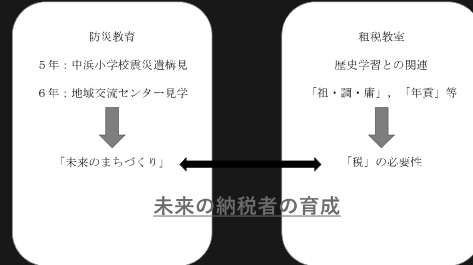 防災教育
５年：中浜小学校震災遺構見
６年：地域交流センター見学
「未来のまちづくり」
租税教室
歴史学習との関連
「祖・調・庸」，「年貢」等
「税」の必要性
未来の納税者の育成